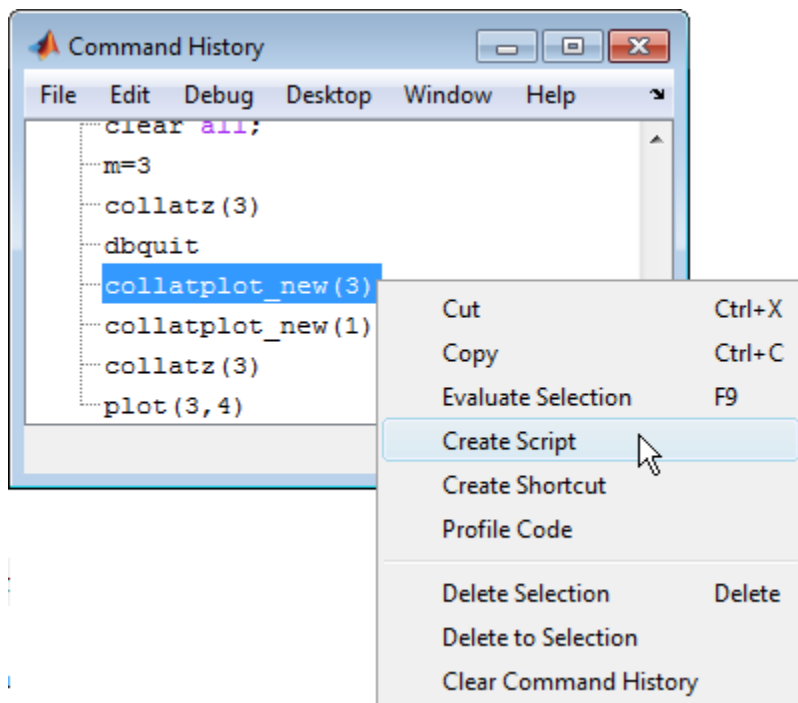 Command History
File Edit Debug Desktop Window Help
clear all;
m=3
collatz(3)
dbquit
collatplot_new(3)
collatplot_new(1)
collatz(3)
plot(3,4)
Cut Ctrl+X
Copy Ctrl+C
Evaluate Selection F9
Create Script
Create Shortcut
Profile Code
Delete Selection Delete
Delete to Selection
Clear Command History